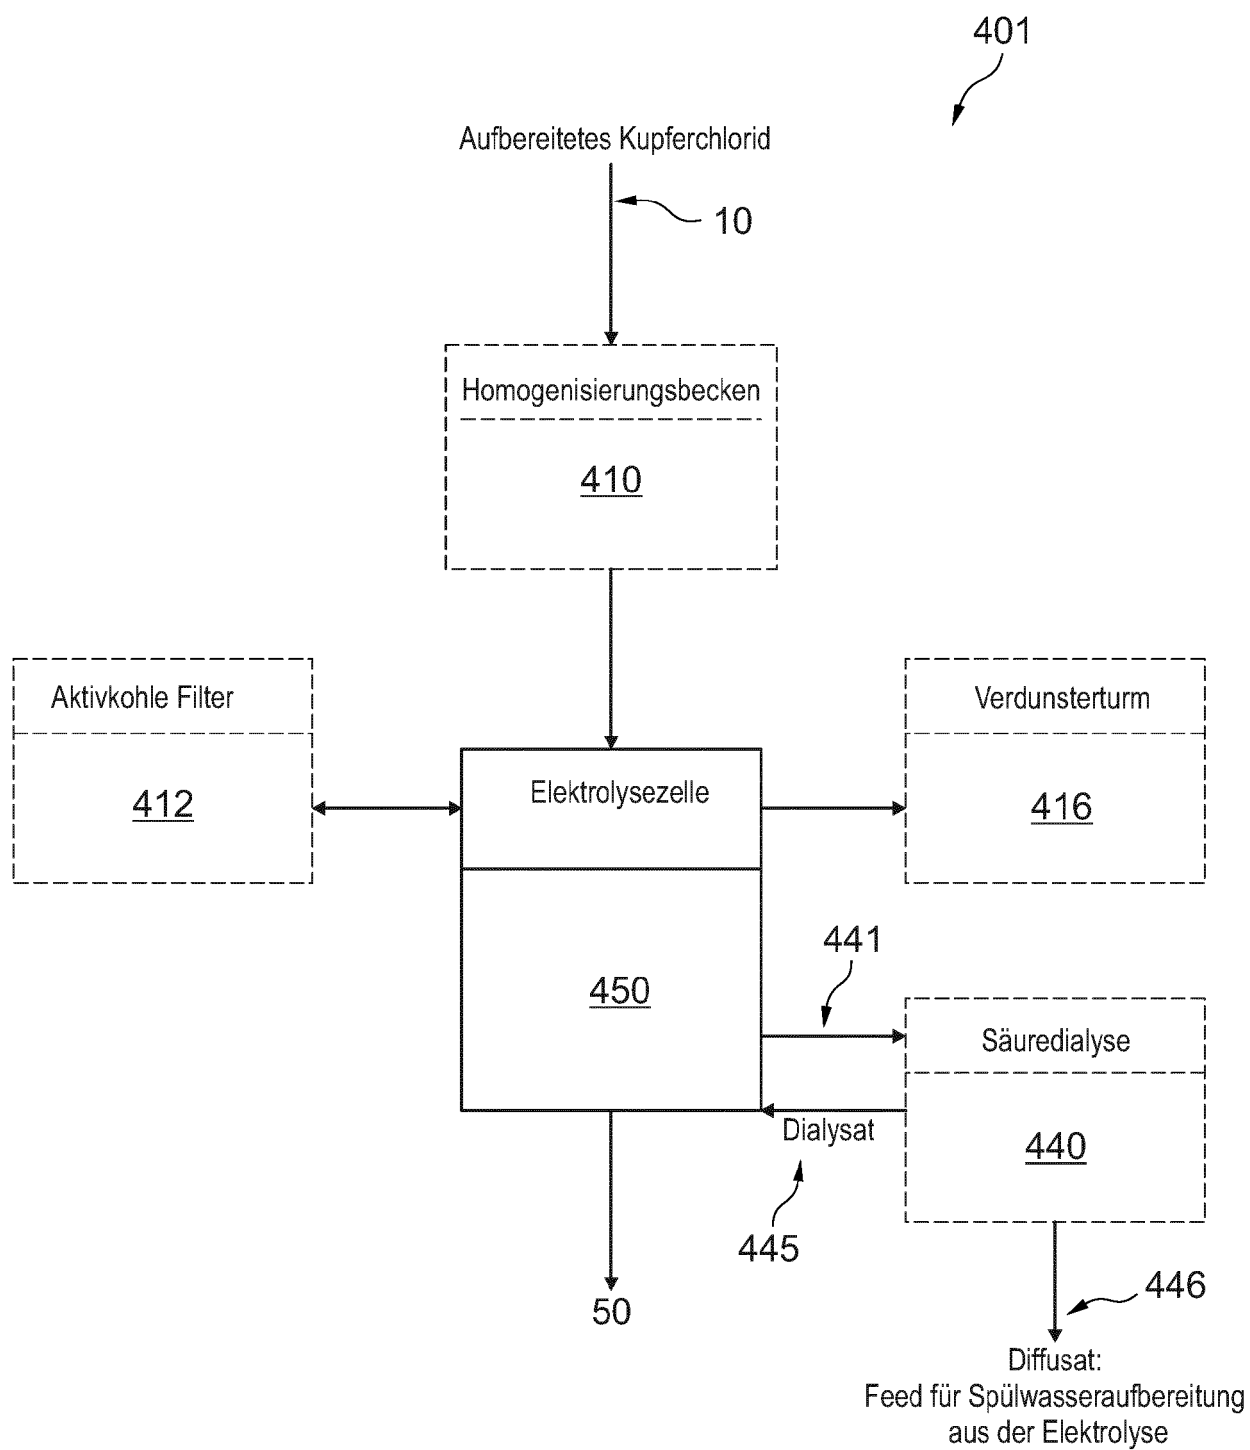 401
Aufbereitetes Kupferchlorid
10
Homogenisierungsbecken
410
Aktivkohle Filter
412
Elektrolysezelle
450
Verdunsterturm
416
441
Säuredialyse
440
Dialysat
445
50
446
Diffusat:
Feed für Spülwasseraufbereitung
aus der Elektrolyse